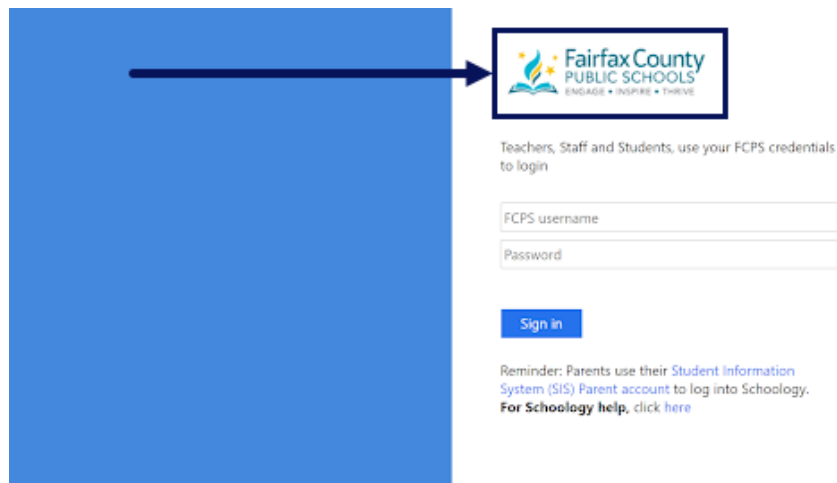 Fairfax County
PUBLIC SCHOOLS
ENGAGE • INSPIRE • THRIVE
Teachers, Staff and Students, use your FCPS credentials
to login
FCPS username
Password
Sign in
Reminder: Parents use their Student Information
System (SIS) Parent account to log into Schoology.
For Schoology help, click here